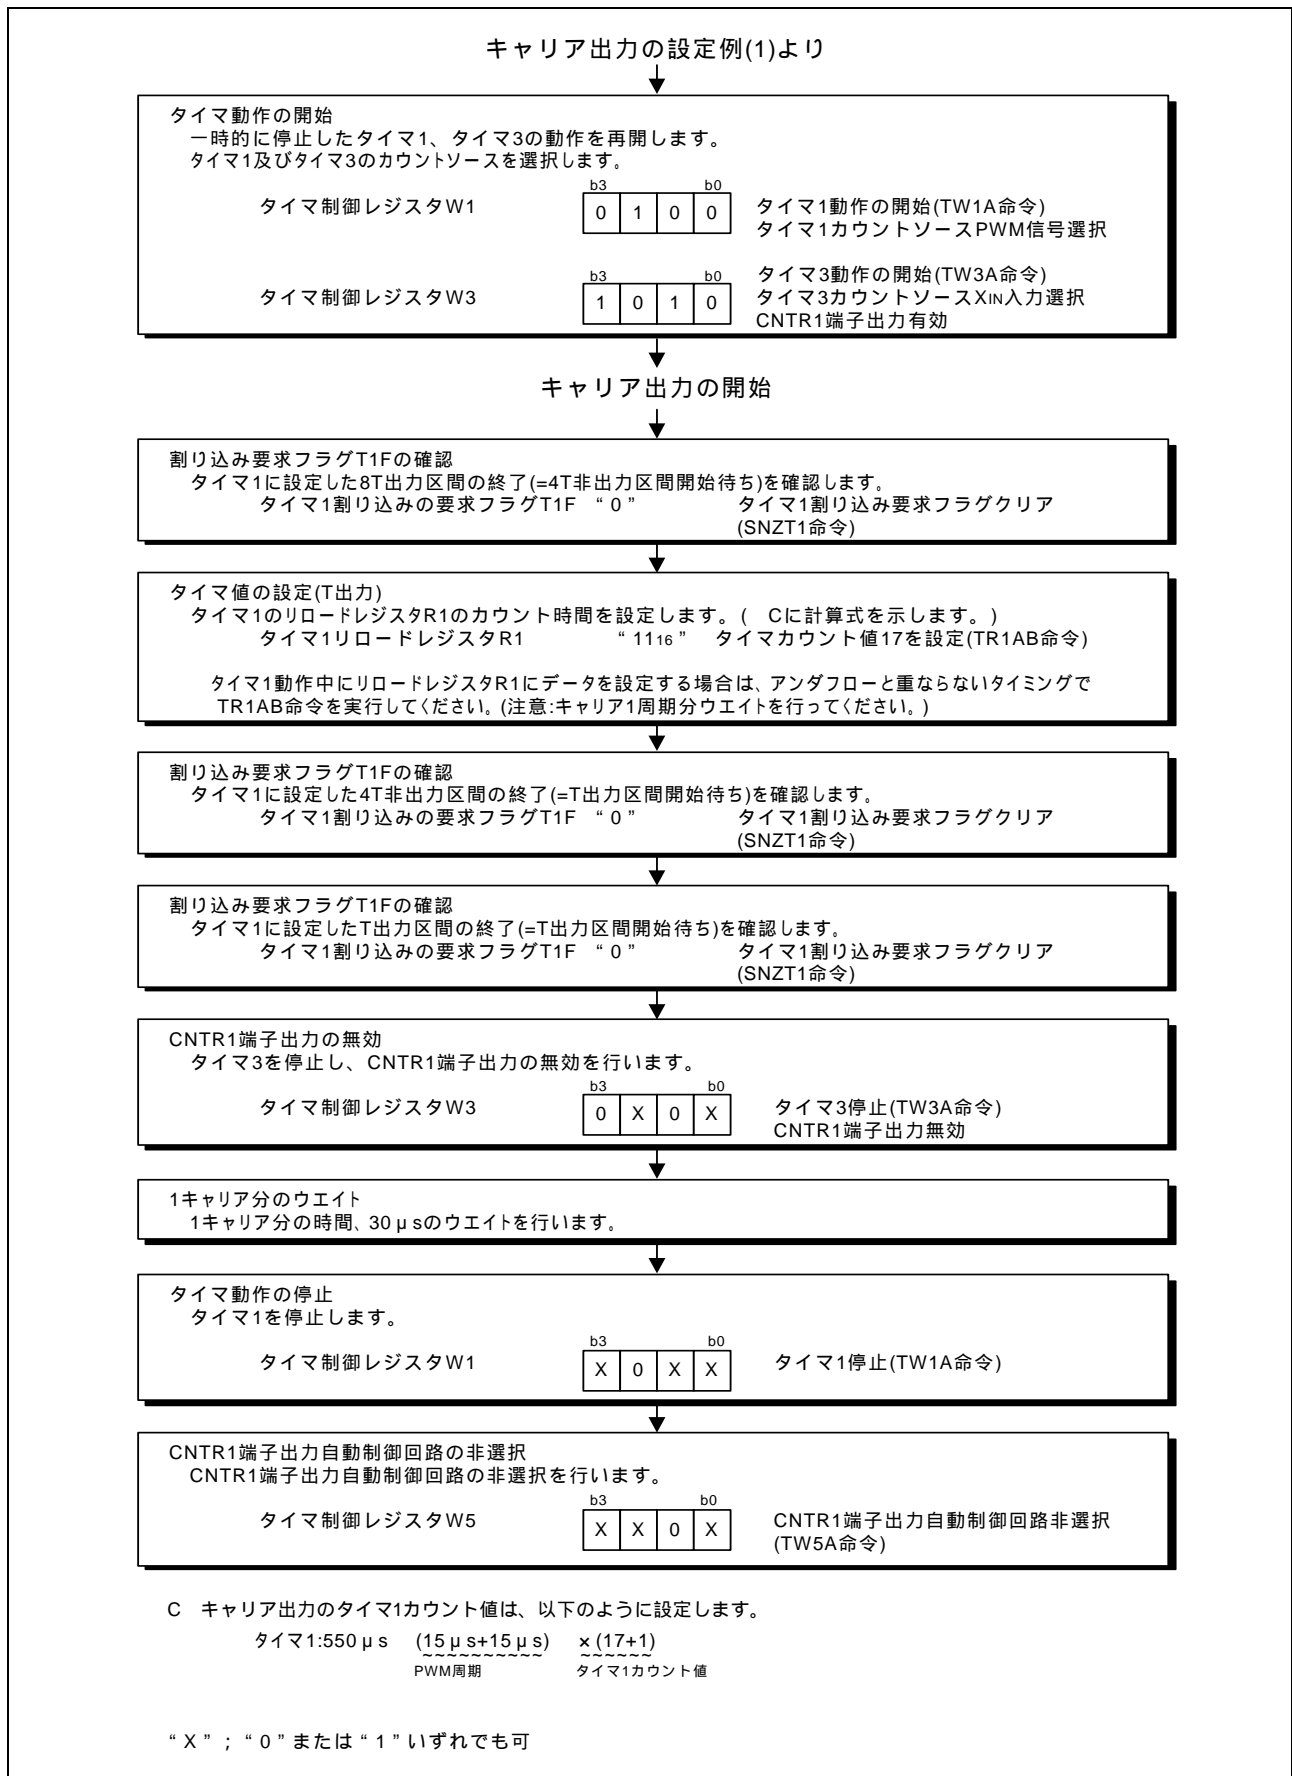 キャリア出力の設定例(1)より
タイマ動作の開始
一時的に停止したタイマ1、タイマ3の動作を再開します。
タイマ1及びタイマ3のカウントソースを選択します。
b3 b0
タイマ制御レジスタW1 0 1 0 0 タイマ1動作の開始(TW1A命令)
タイマ1カウントソースPWM信号選択
b3 b0 タイマ3動作の開始(TW3A命令)
タイマ制御レジスタW3 1 0 1 0 タイマ3カウントソースXIN入力選択
CNTR1端子出力有効
キャリア出力の開始
割り込み要求フラグT1Fの確認
タイマ1に設定した8T出力区間の終了(=4T非出力区間開始待ち)を確認します。
タイマ1割り込みの要求フラグT1F “0” タイマ1割り込み要求フラグクリア
(SNZT1命令)
タイマ値の設定(T出力)
タイマ1のリロードレジスタR1のカウント時間を設定します。( Cに計算式を示します。)
タイマ1リロードレジスタR1 “1116” タイマカウント値17を設定(TR1AB命令)
タイマ1動作中にリロードレジスタR1にデータを設定する場合は、アンダフローと重ならないタイミングで
TR1AB命令を実行してください。(注意:キャリア1周期分ウエイトを行ってください。)
割り込み要求フラグT1Fの確認
タイマ1に設定した4T非出力区間の終了(=T出力区間開始待ち)を確認します。
タイマ1割り込みの要求フラグT1F “0” タイマ1割り込み要求フラグクリア
(SNZT1命令)
割り込み要求フラグT1Fの確認
タイマ1に設定したT出力区間の終了(=T出力区間開始待ち)を確認します。
タイマ1割り込みの要求フラグT1F “0” タイマ1割り込み要求フラグクリア
(SNZT1命令)
CNTR1端子出力の無効
タイマ3を停止し、CNTR1端子出力の無効を行います。
b3 b0
タイマ制御レジスタW3 0 X 0 X タイマ3停止(TW3A命令)
CNTR1端子出力無効
1キャリア分のウエイト
1キャリア分の時間、30μsのウエイトを行います。
タイマ動作の停止
タイマ1を停止します。
b3 b0
タイマ制御レジスタW1 X 0 X X タイマ1停止(TW1A命令)
CNTR1端子出力自動制御回路の非選択
CNTR1端子出力自動制御回路の非選択を行います。
b3 b0
タイマ制御レジスタW5 X X 0 X CNTR1端子出力自動制御回路非選択
(TW5A命令)
C キャリア出力のタイマ1カウント値は、以下のように設定します。
タイマ1:550μs (15μs+15μs) ×(17+1)
PWM周期 タイマ1カウント値
“X”;“0”または“1”いずれでも可